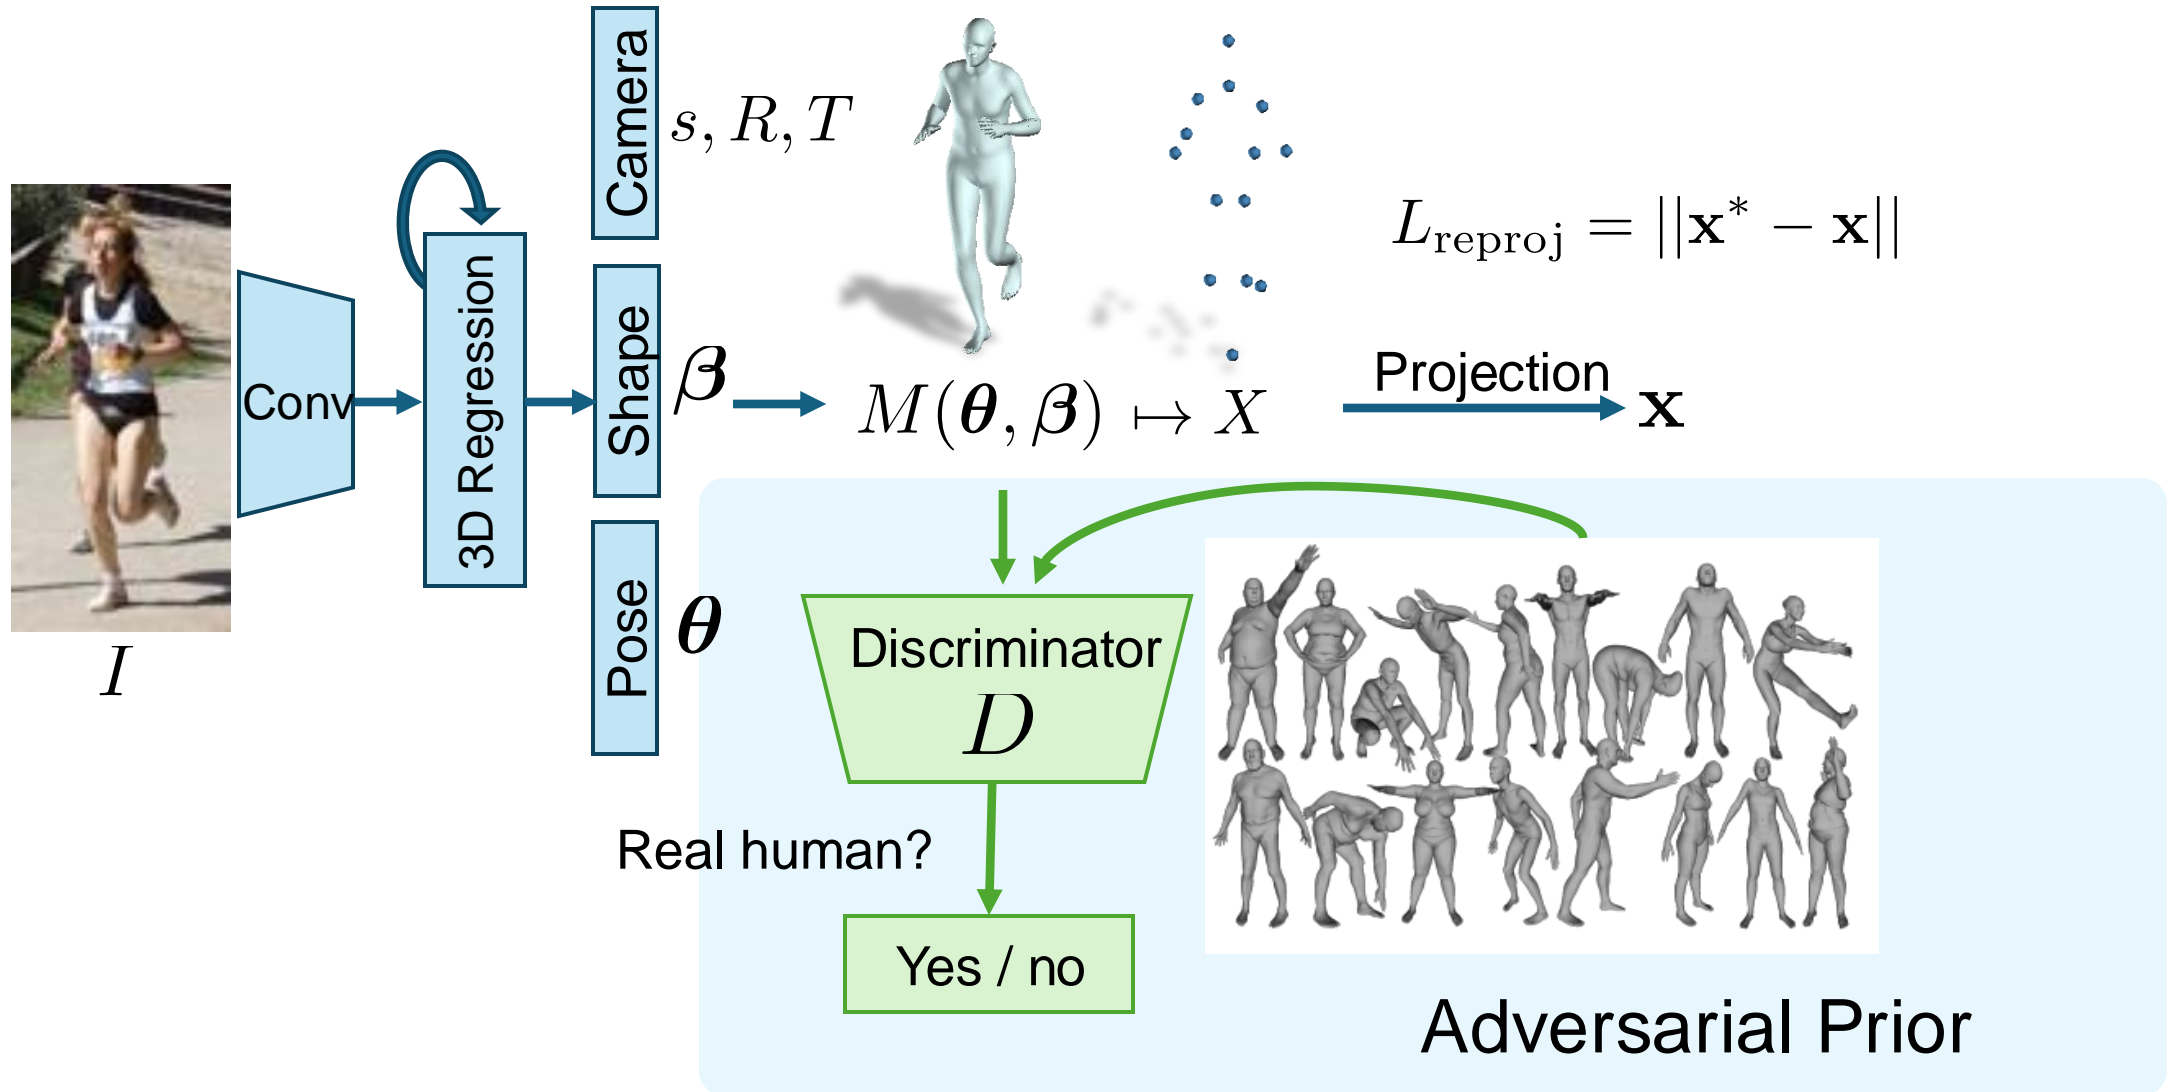 Camera
s, R, T
L_reproj = ||x* − x||
Conv
3D Regression
Shape
β
M(θ, β) ↦ X
Projection
x
Pose
θ
I
Discriminator
D
Real human?
Yes / no
Adversarial Prior